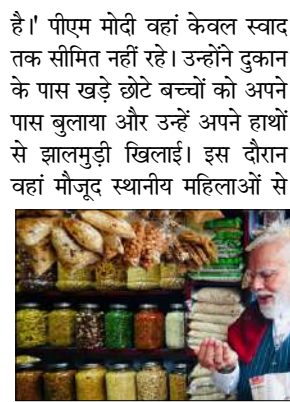 है।' पीएम मोदी वहां केवल स्वाद
तक सीमित नहीं रहे। उन्होंने दुकान
के पास खड़े छोटे बच्चों को अपने
पास बुलाया और उन्हें अपने हाथों
से झालमुड़ी खिलाई। इस दौरान
वहां मौजूद स्थानीय महिलाओं से